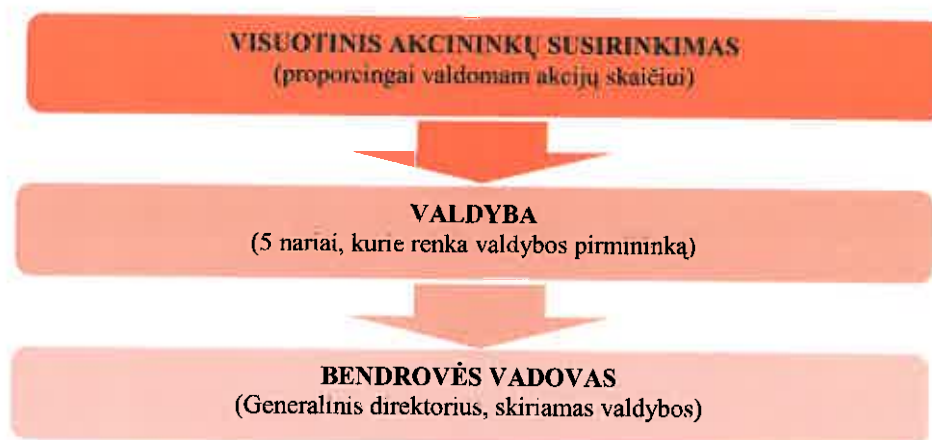 VISUOTINIS AKCININKŲ SUSIRINKIMAS
(proporcingai valdomam akcijų skaičiui)
VALDYBA
(5 nariai, kurie renka valdybos pirmininką)
BENDROVĖS VADOVAS
(Generalinis direktorius, skiriamas valdybos)